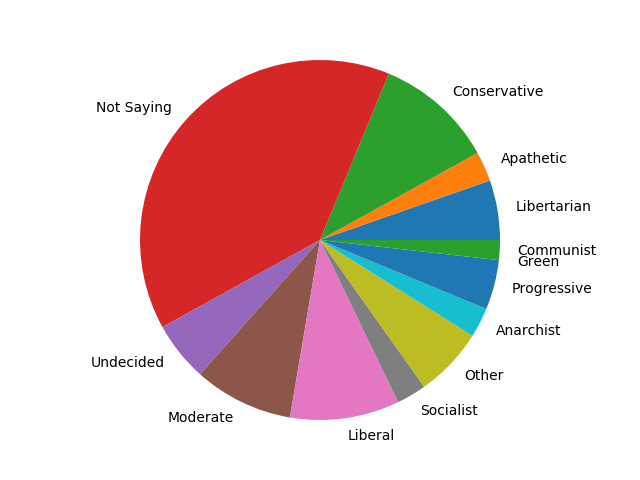 Conservative
Not Saying
Apathetic
Libertarian
Communist
Green
Progressive
Anarchist
Undecided
Other
Socialist
Moderate
Liberal